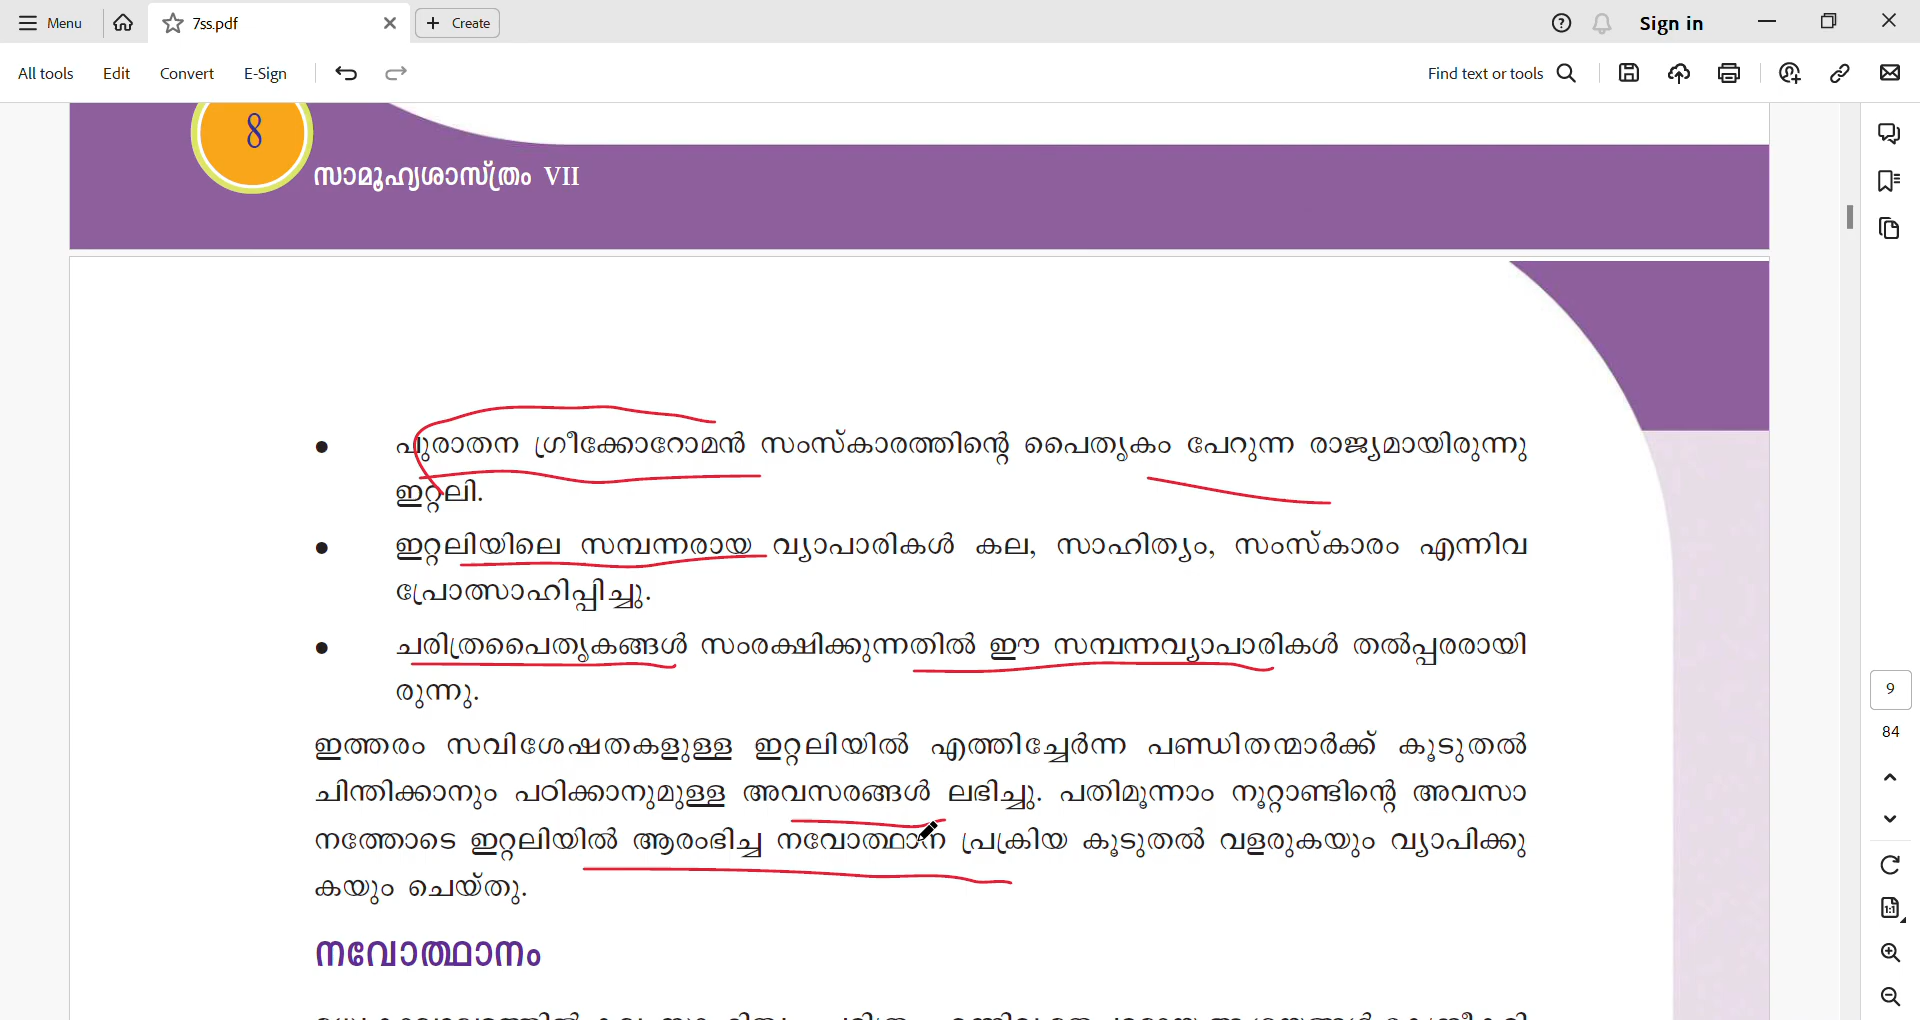 Menu
7ss.pdf
Create
Sign in
All tools Edit Convert E-Sign
Find text or tools
8
സാമൂഹ്യശാസ്ത്രം VII
• പുരാതന ഗ്രീക്കോറോമൻ സംസ്കാരത്തിന്റെ പൈതൃകം പേറുന്ന രാജ്യമായിരുന്നു
ഇറ്റലി.
• ഇറ്റലിയിലെ സമ്പന്നരായ വ്യാപാരികൾ കല, സാഹിത്യം, സംസ്കാരം എന്നിവ
പ്രോത്സാഹിപ്പിച്ചു.
• ചരിത്രപൈതൃകങ്ങൾ സംരക്ഷിക്കുന്നതിൽ ഈ സമ്പന്നവ്യാപാരികൾ തൽപ്പരരായി
രുന്നു.
ഇത്തരം സവിശേഷതകളുള്ള ഇറ്റലിയിൽ എത്തിച്ചേർന്ന പണ്ഡിതന്മാർക്ക് കൂടുതൽ
ചിന്തിക്കാനും പഠിക്കാനുമുള്ള അവസരങ്ങൾ ലഭിച്ചു. പതിമൂന്നാം നൂറ്റാണ്ടിന്റെ അവസാ
നത്തോടെ ഇറ്റലിയിൽ ആരംഭിച്ച നവോത്ഥാന പ്രക്രിയ കൂടുതൽ വളരുകയും വ്യാപിക്കു
കയും ചെയ്തു.
നവോത്ഥാനം
9
84
1:1